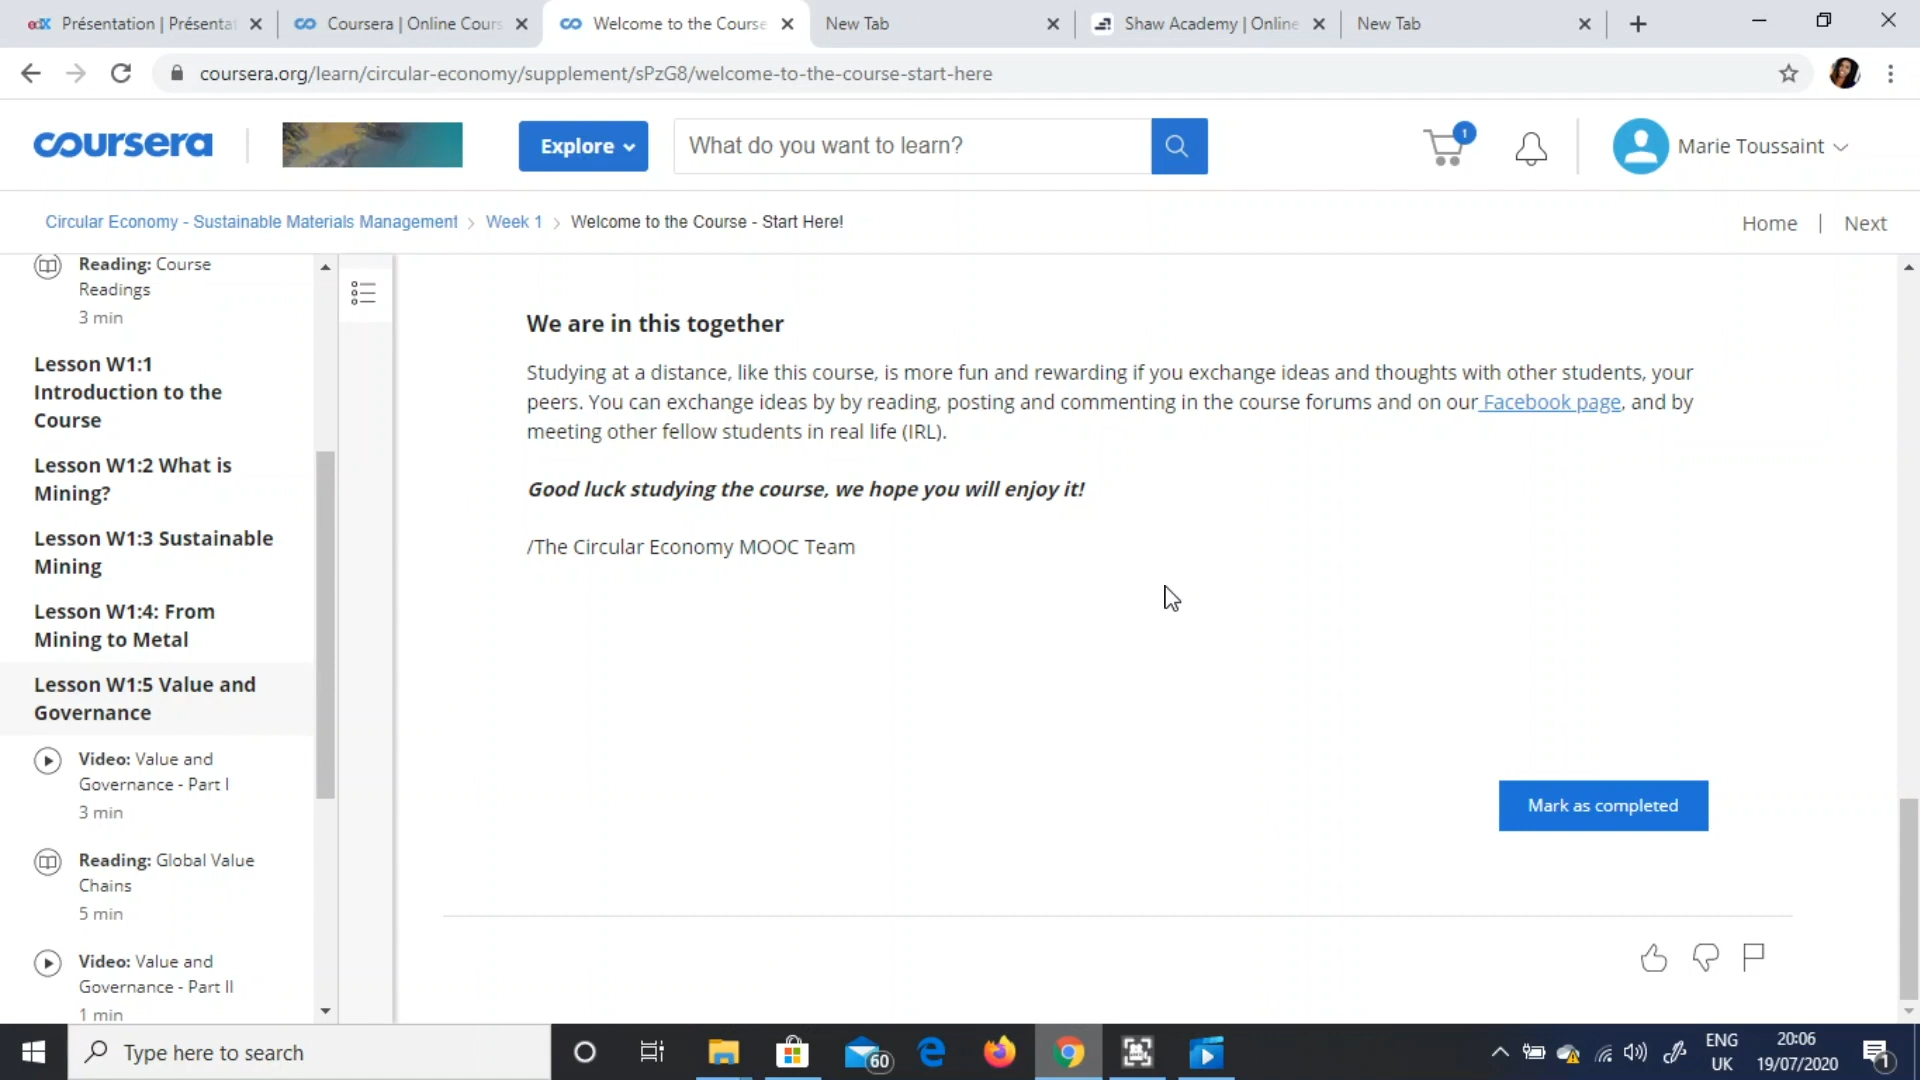 edX Présentation | Présenta
Coursera | Online Cours
Welcome to the Course
New Tab
Shaw Academy | Online
New Tab
coursera.org/learn/circular-economy/supplement/sPzG8/welcome-to-the-course-start-here
coursera
Explore
What do you want to learn?
1
Marie Toussaint
Circular Economy - Sustainable Materials Management > Week 1 > Welcome to the Course - Start Here!
Home | Next
Reading: Course
Readings
3 min
Lesson W1:1
Introduction to the
Course
Lesson W1:2 What is
Mining?
Lesson W1:3 Sustainable
Mining
Lesson W1:4: From
Mining to Metal
Lesson W1:5 Value and
Governance
Video: Value and
Governance - Part I
3 min
Reading: Global Value
Chains
5 min
Video: Value and
Governance - Part II
1 min
We are in this together
Studying at a distance, like this course, is more fun and rewarding if you exchange ideas and thoughts with other students, your
peers. You can exchange ideas by by reading, posting and commenting in the course forums and on our Facebook page, and by
meeting other fellow students in real life (IRL).
Good luck studying the course, we hope you will enjoy it!
/The Circular Economy MOOC Team
Mark as completed
Type here to search
60
ENG
UK
20:06
19/07/2020
1